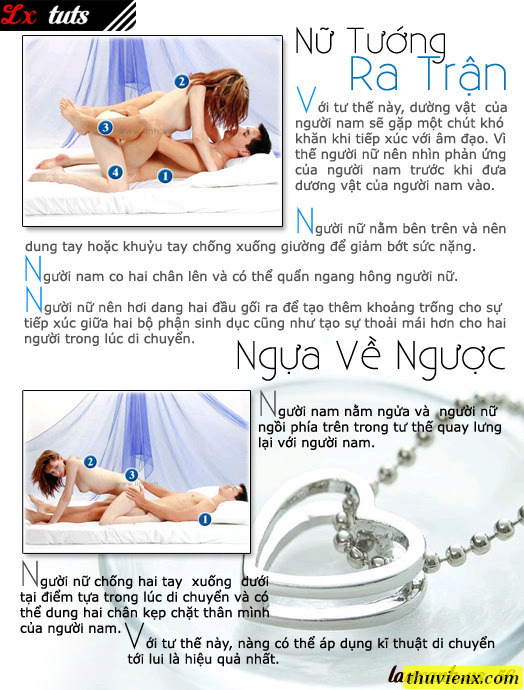 Lx tuts
Nữ Tướng
Ra Trận
Với tư thế này, dường vật của
người nam sẽ gặp một chút khó
khăn khi tiếp xúc với âm đạo. Vì
thế người nữ nên nhìn phản ứng
của người nam trước khi đưa
dương vật của người nam vào.
2
3
4
1
Người nữ nằm bên trên và nên
dung tay hoặc khuỷu tay chống xuống giường để giảm bớt sức nặng.
Người nam co hai chân lên và có thể quẩn ngang hông người nữ.
Người nữ nên hơi dang hai đầu gối ra để tạo thêm khoảng trống cho sự
tiếp xúc giữa hai bộ phận sinh dục cũng như tạo sự thoải mái hơn cho hai
người trong lúc di chuyển.
Ngựa Về Ngược
Người nam nằm ngửa và người nữ
ngồi phía trên trong tư thế quay lưng
lại với người nam.
2
3
1
Người nữ chống hai tay xuống dưới
tại điểm tựa trong lúc di chuyển và có
thể dung hai chân kẹp chặt thân mình
của người nam.
Với tư thế này, nàng có thể áp dụng kĩ thuật di chuyển
tới lui là hiệu quả nhất.
thuvienx.com